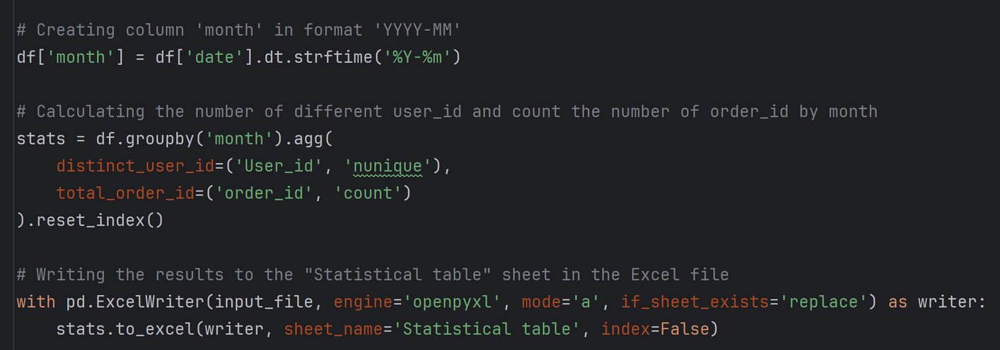 # Creating column 'month' in format 'YYYY-MM'
df['month'] = df['date'].dt.strftime('%Y-%m')
# Calculating the number of different user_id and count the number of order_id by month
stats = df.groupby('month').agg(
    distinct_user_id=('User_id', 'nunique'),
    total_order_id=('order_id', 'count')
).reset_index()
# Writing the results to the "Statistical table" sheet in the Excel file
with pd.ExcelWriter(input_file, engine='openpyxl', mode='a', if_sheet_exists='replace') as writer:
    stats.to_excel(writer, sheet_name='Statistical table', index=False)